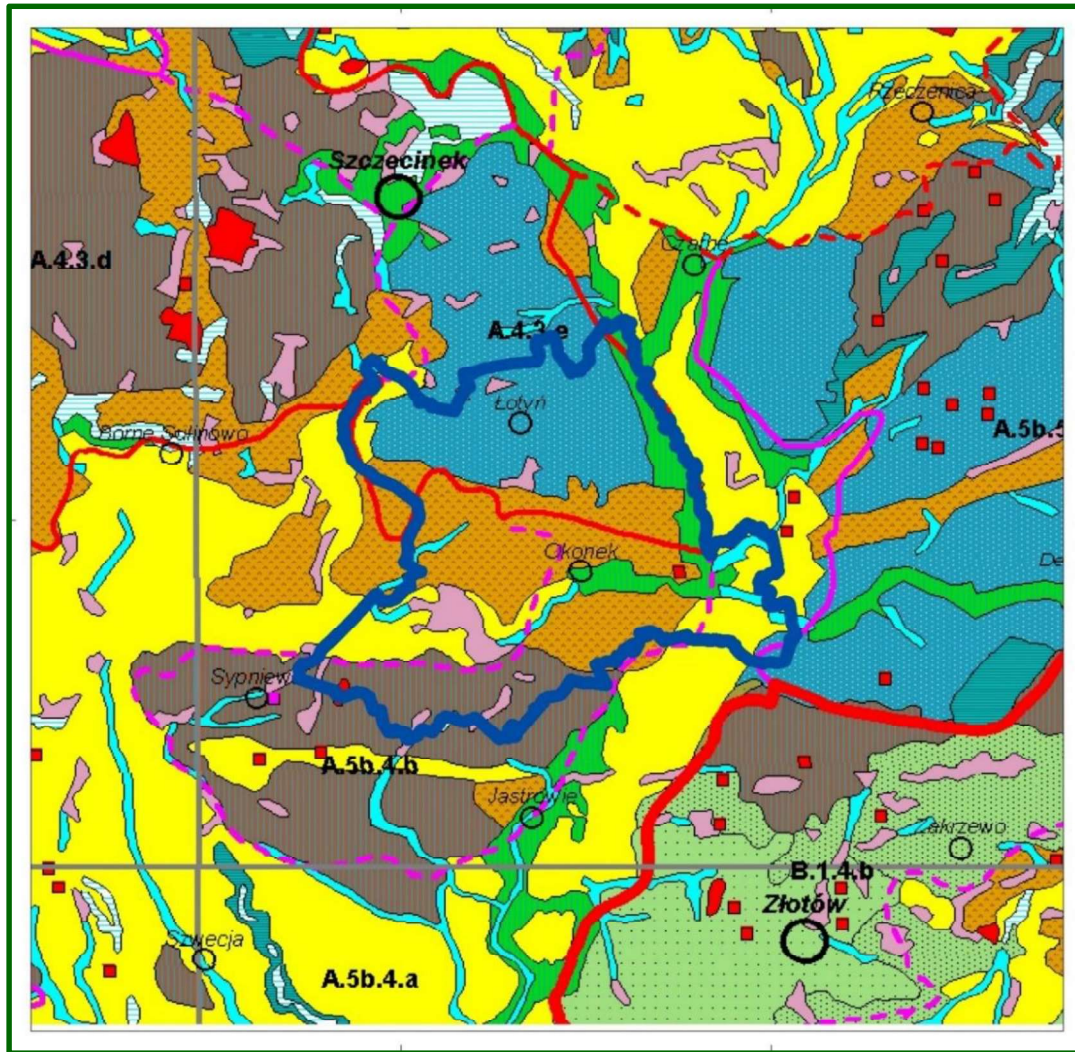 Rzeczenica
Szczecinek
Czarne
A.4.3.d
A.4.3.e
Łotyń
Borne Sulinowo
A.5b.5
Okonek
De
Sypniew
A.5b.4.b
Jastrowie
Zakrzewo
B.1.4.b
Złotów
Szwecja
A.5b.4.a